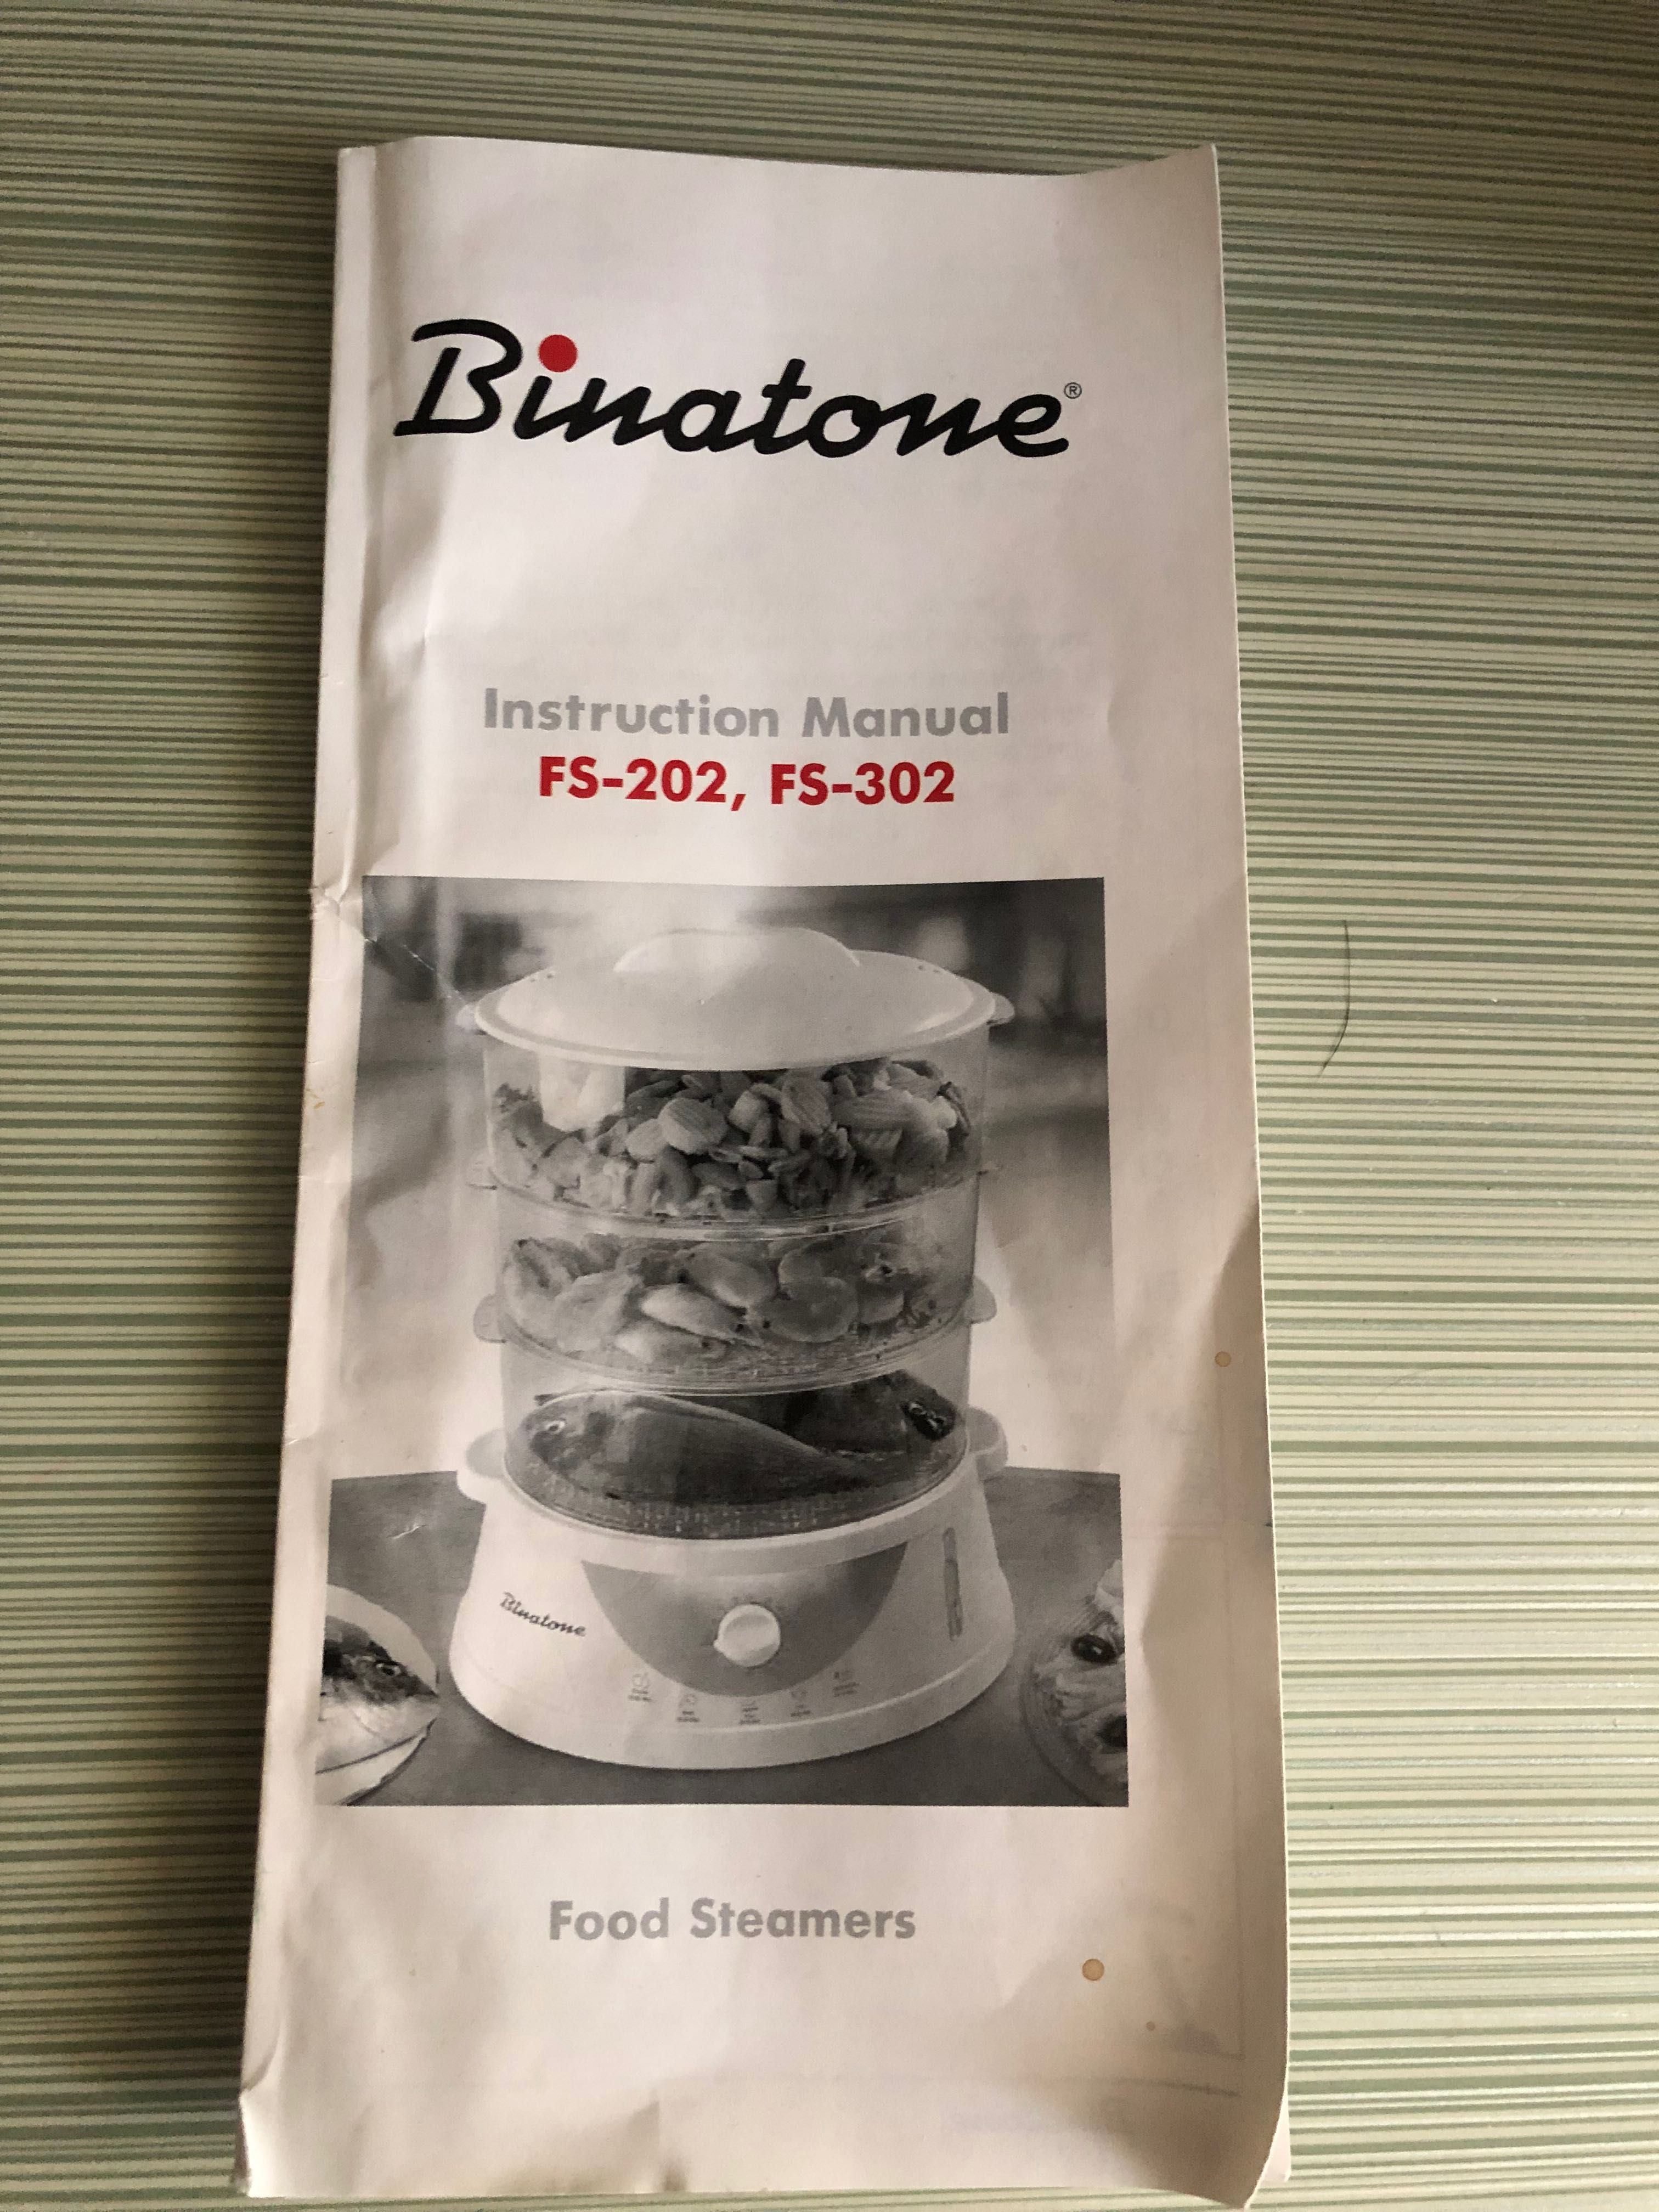 Binatone®
Instruction Manual
FS-202, FS-302
Binatone
Food Steamers